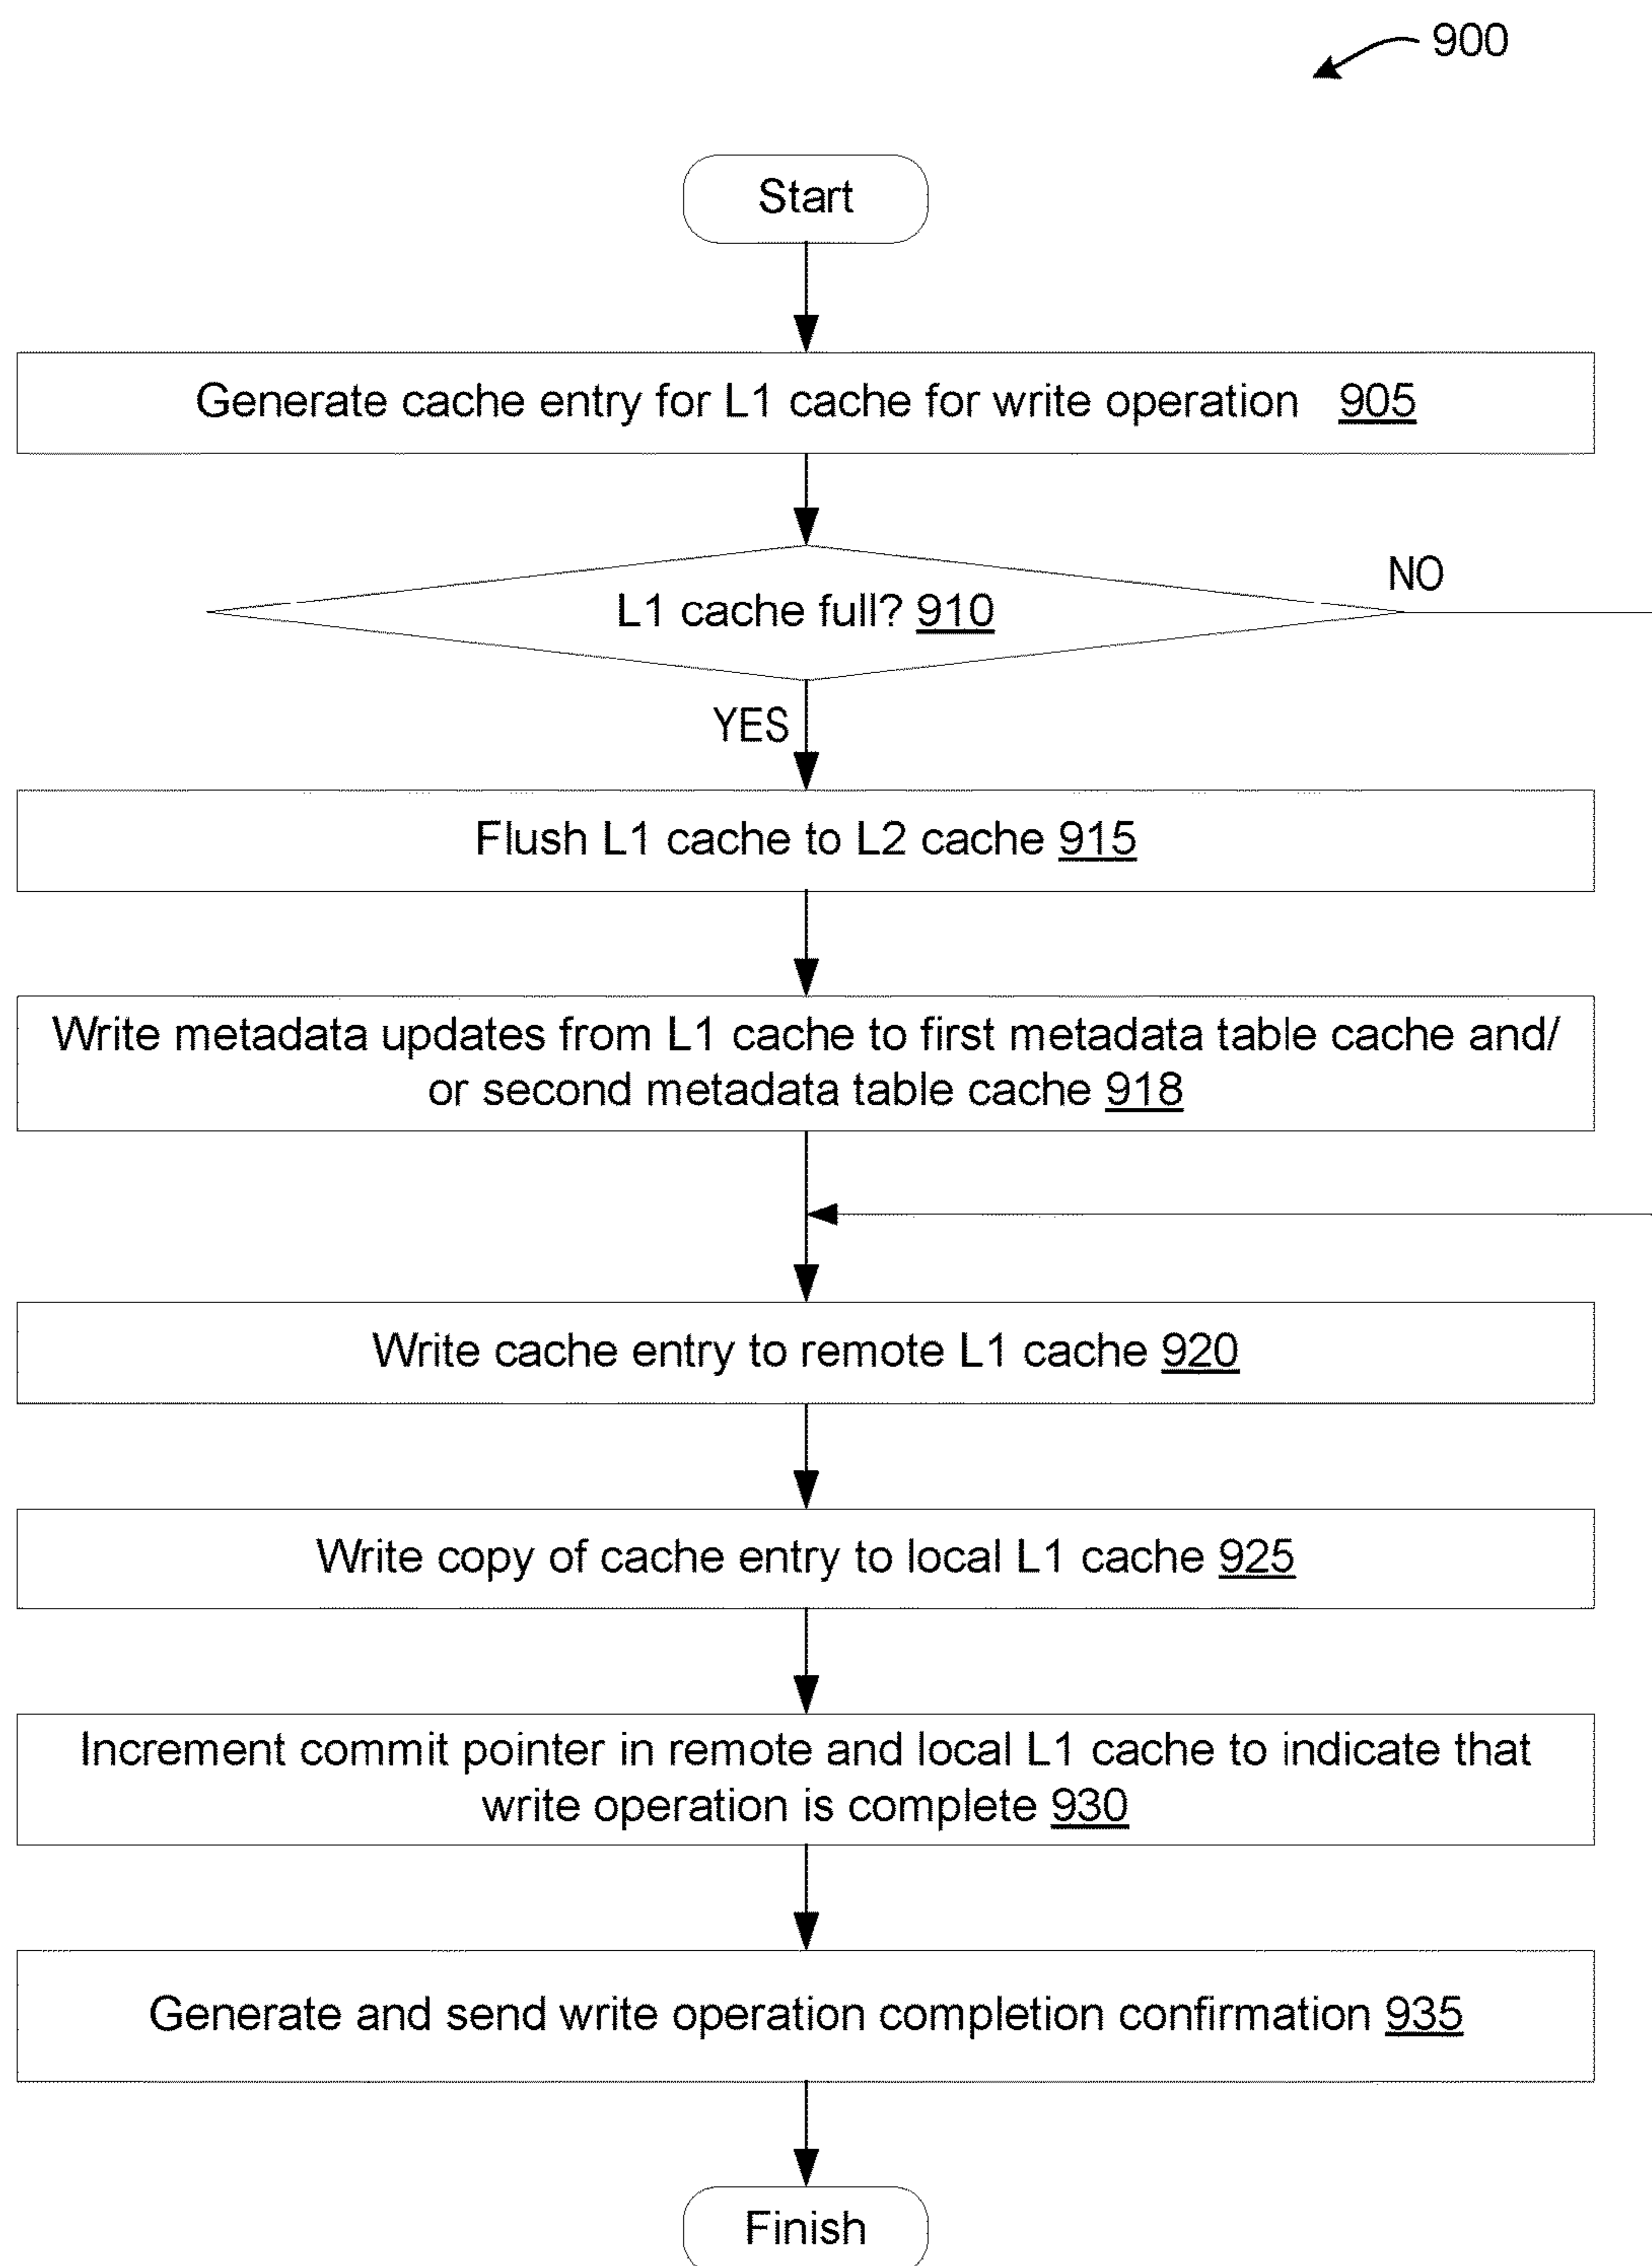 900
Start
Generate cache entry for L1 cache for write operation 905
L1 cache full? 910
NO
YES
Flush L1 cache to L2 cache 915
Write metadata updates from L1 cache to first metadata table cache and/
or second metadata table cache 918
Write cache entry to remote L1 cache 920
Write copy of cache entry to local L1 cache 925
Increment commit pointer in remote and local L1 cache to indicate that
write operation is complete 930
Generate and send write operation completion confirmation 935
Finish